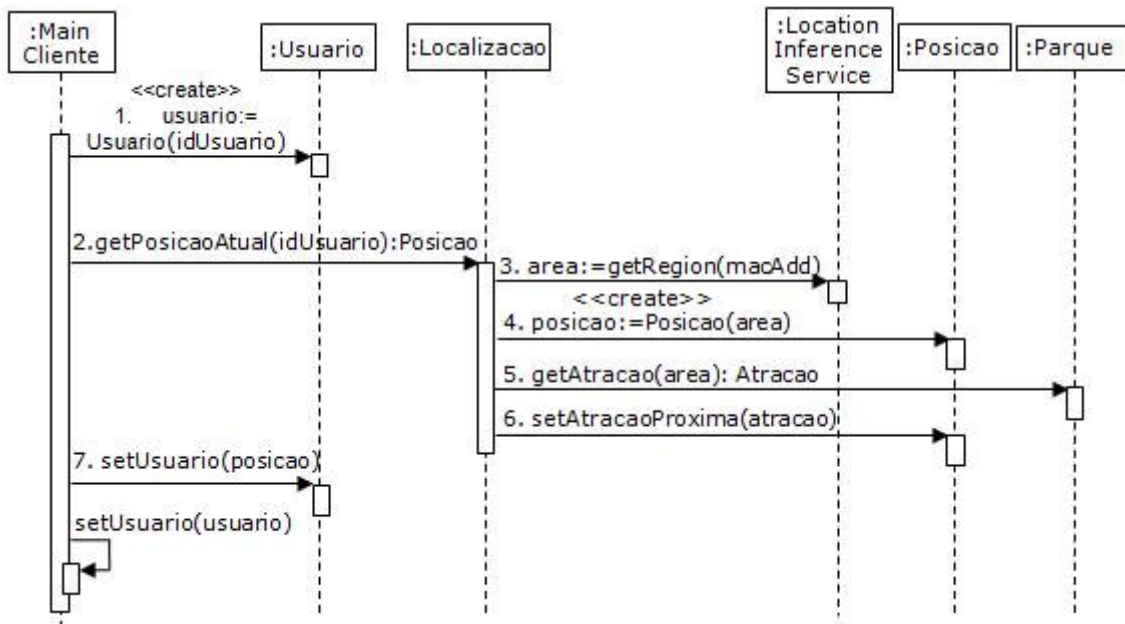 :Main
Cliente
:Usuario
:Localizacao
:Location
Inference
Service
:Posicao
:Parque
<<create>>
1. usuario:=
Usuario(idUsuario)
2.getPosicaoAtual(idUsuario):Posicao
3. area:=getRegion(macAdd)
<<create>>
4. posicao:=Posicao(area)
5. getAtracao(area): Atracao
6. setAtracaoProxima(atracao)
7. setUsuario(posicao)
setUsuario(usuario)